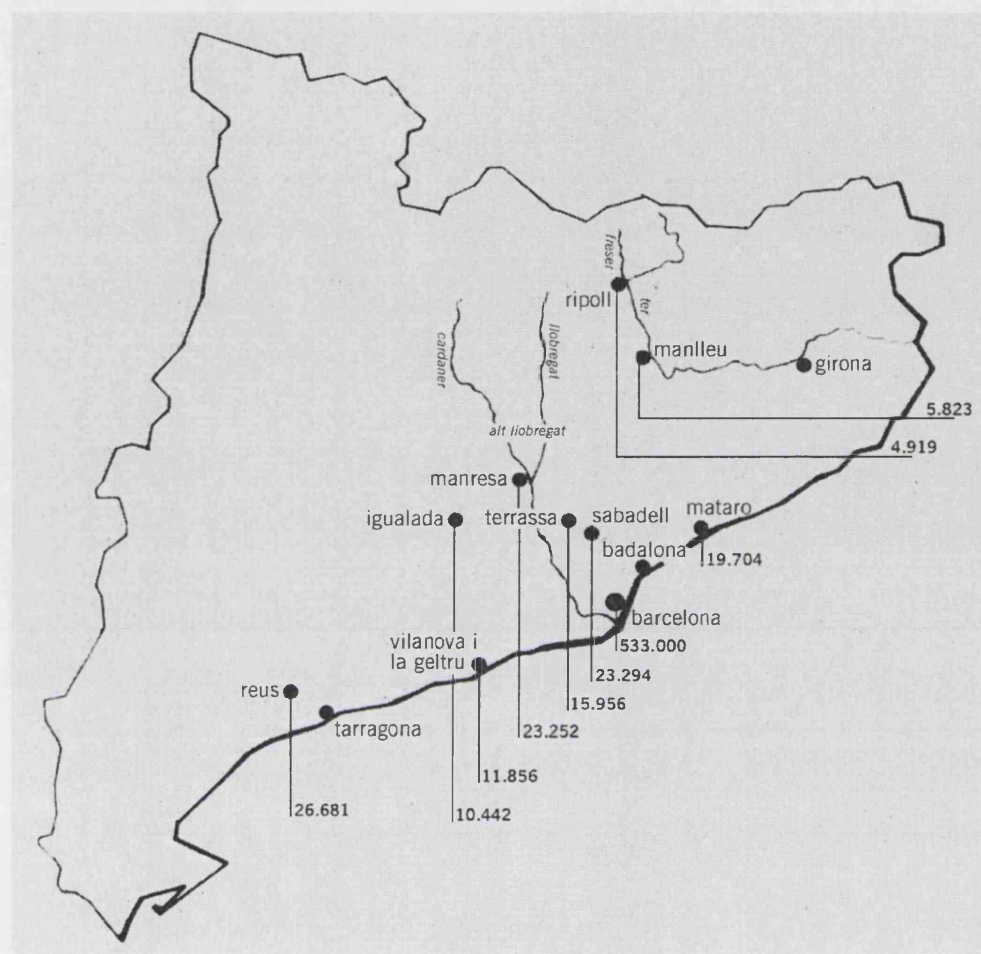 freser
ripoll
ter
cardaner
llobregat
manlleu
girona
5.823
alt llobregat
4.919
manresa
igualada
terrassa
sabadell
mataro
badalona
19.704
barcelona
533.000
vilanova i
la geltru
23.294
reus
15.956
tarragona
23.252
11.856
26.681
10.442